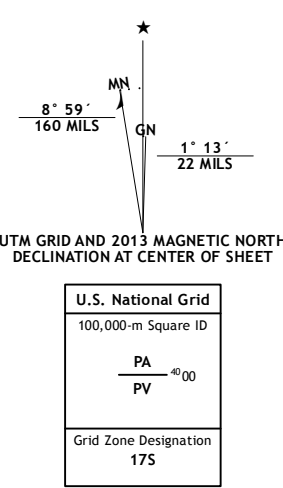 ★
MN
GN
8° 59´
160 MILS
1° 13´
22 MILS
UTM GRID AND 2013 MAGNETIC NORTH
DECLINATION AT CENTER OF SHEET
U.S. National Grid
100,000-m Square ID
PA
4000
PV
Grid Zone Designation
17S